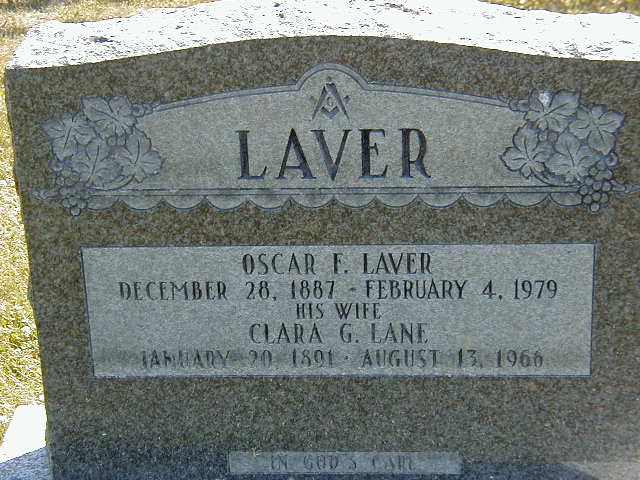 LAVER
OSCAR F. LAVER
DECEMBER 28, 1887 - FEBRUARY 4, 1979
HIS WIFE
CLARA G. LANE
JANUARY 20 1891 - AUGUST 13, 1966
IN GOD'S CARE